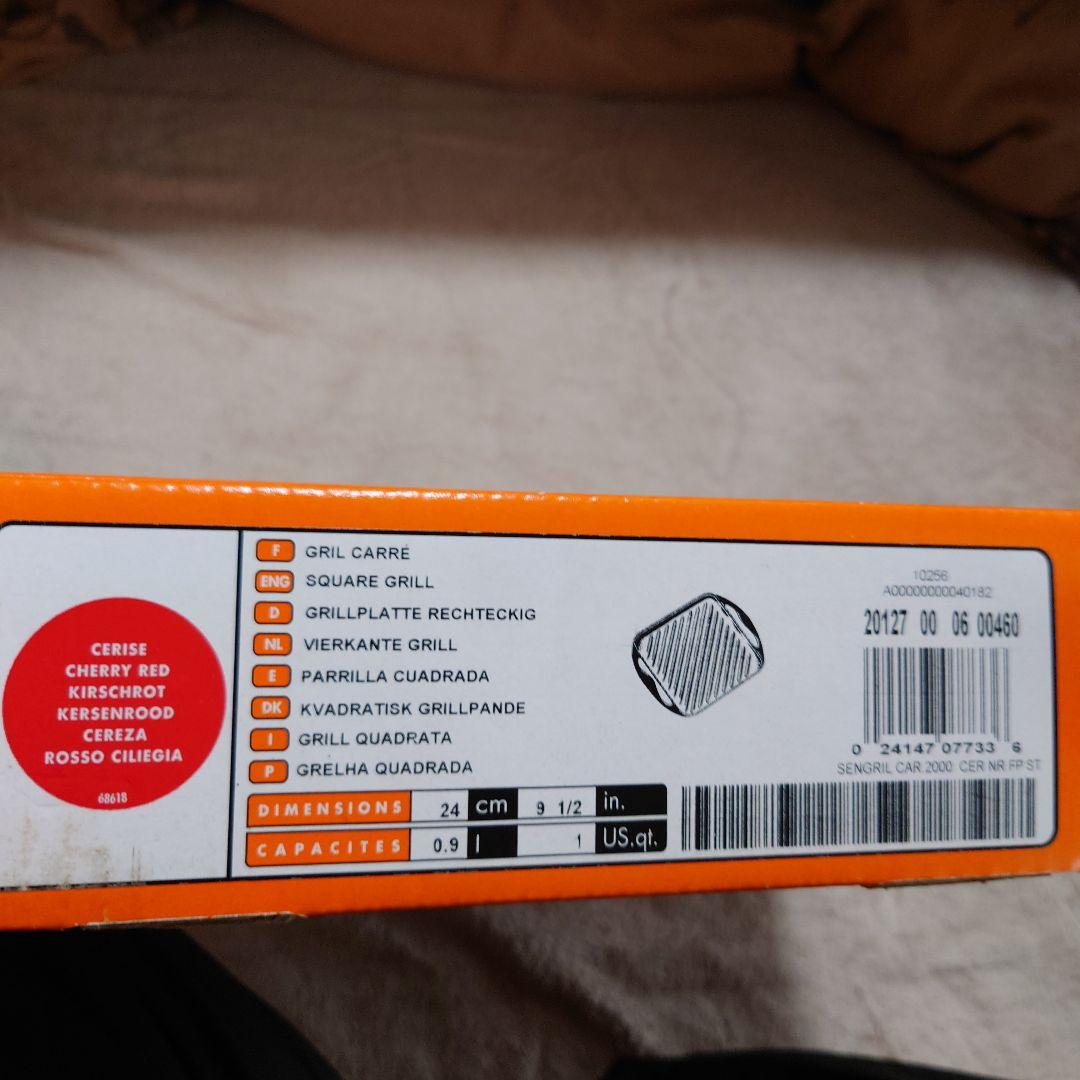 CERISE
CHERRY RED
KIRSCHROT
KERSENROOD
CEREZA
ROSSO CILIEGIA
68618
F GRIL CARRÉ
ENG SQUARE GRILL
D GRILLPLATTE RECHTECKIG
NL VIERKANTE GRILL
E PARRILLA CUADRADA
DK KVADRATISK GRILLPANDE
I GRILL QUADRATA
P GRELHA QUADRADA
DIMENSIONS 24 cm 9 1/2 in.
CAPACITES 0.9 l 1 US.qt.
10256
A00000000040182
20127 00 06 00460
0 24147 07733 6
SENGRIL CAR.2000 CER NR FP ST